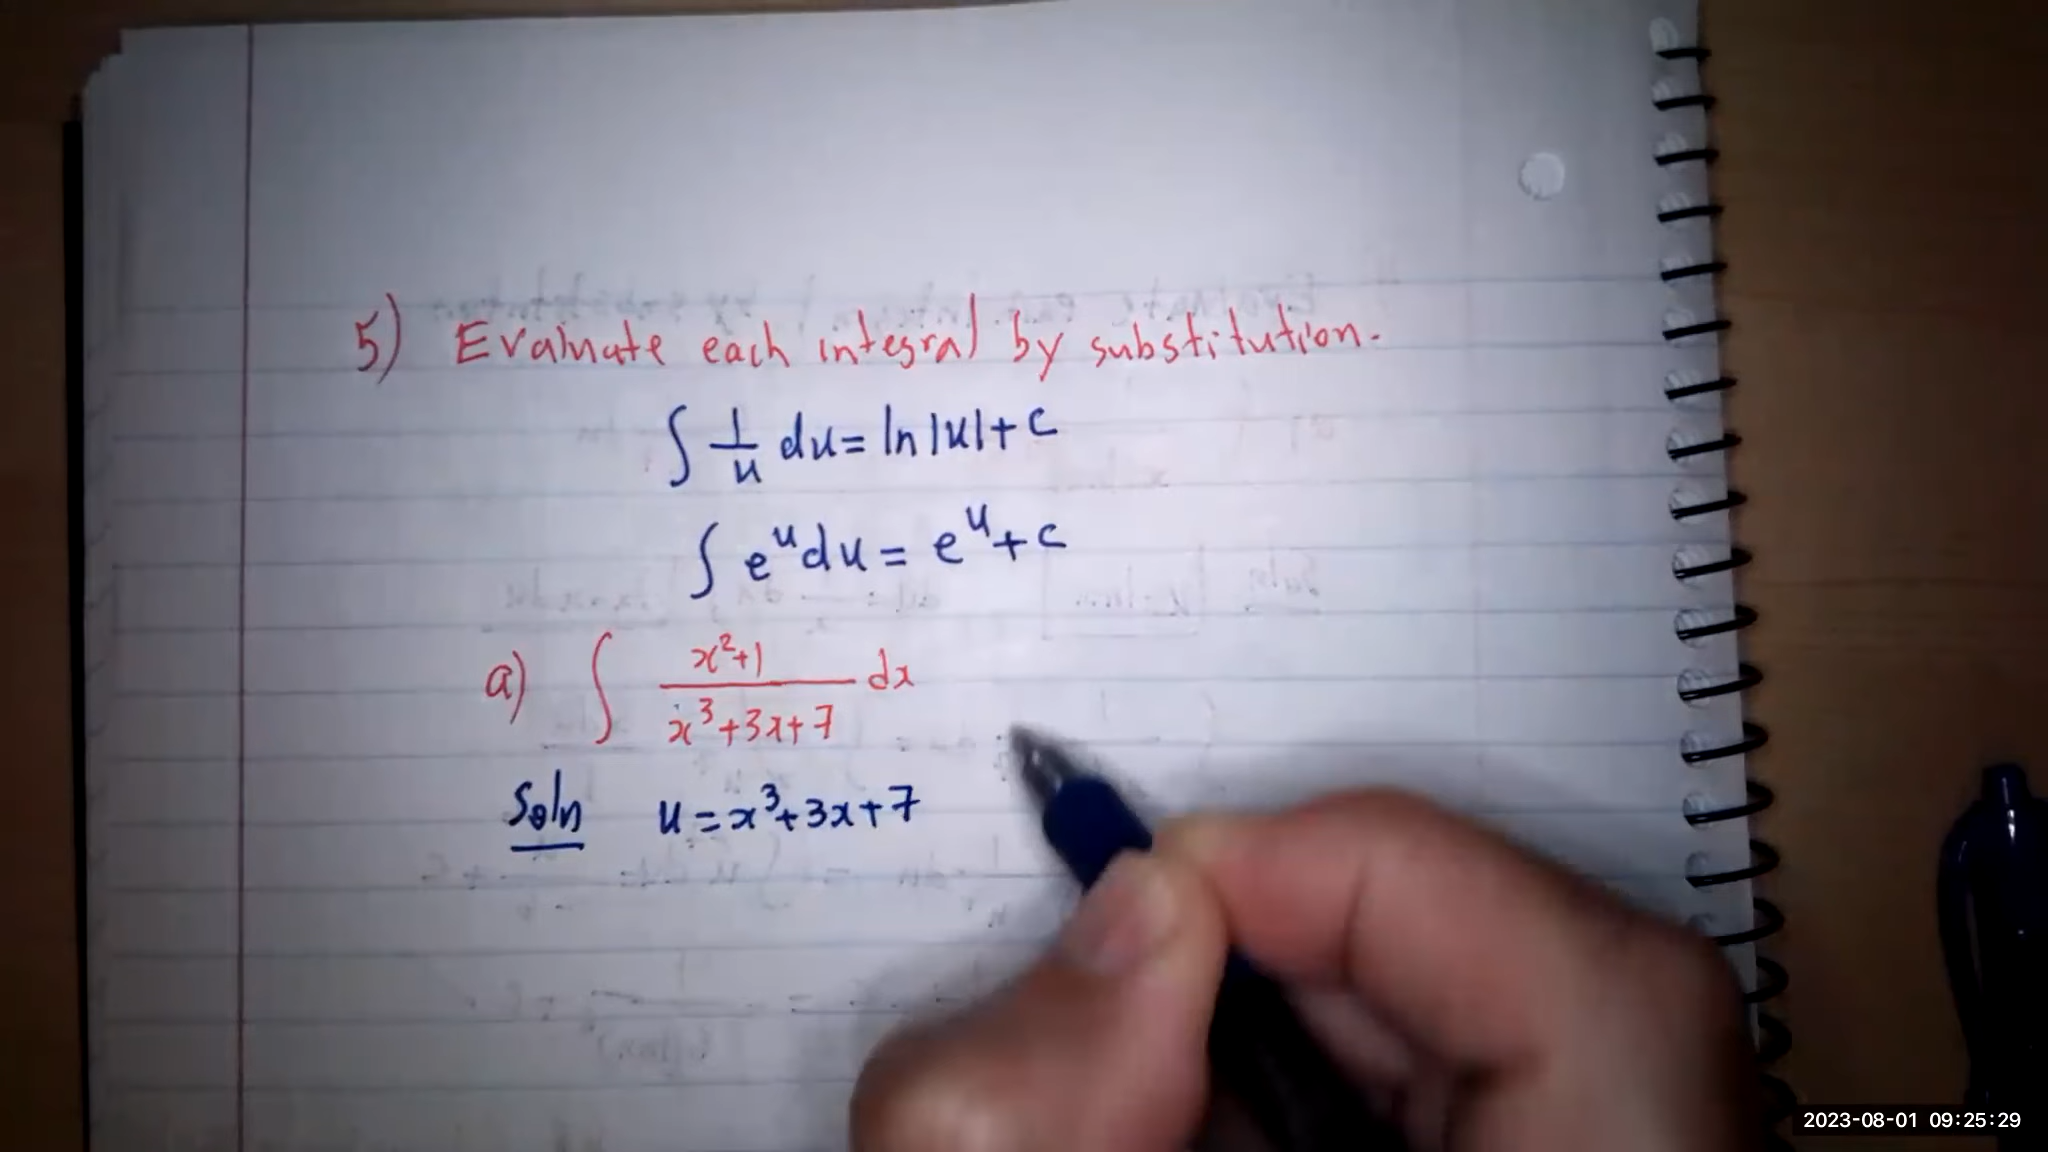 5) Evaluate each integral by substitution.
∫ 1/u du = ln|u| + c
∫ e^u du = e^u + c
a) ∫ (x²+1)/(x³+3x+7) dx
Soln u = x³+3x+7
2023-08-01 09:25:29